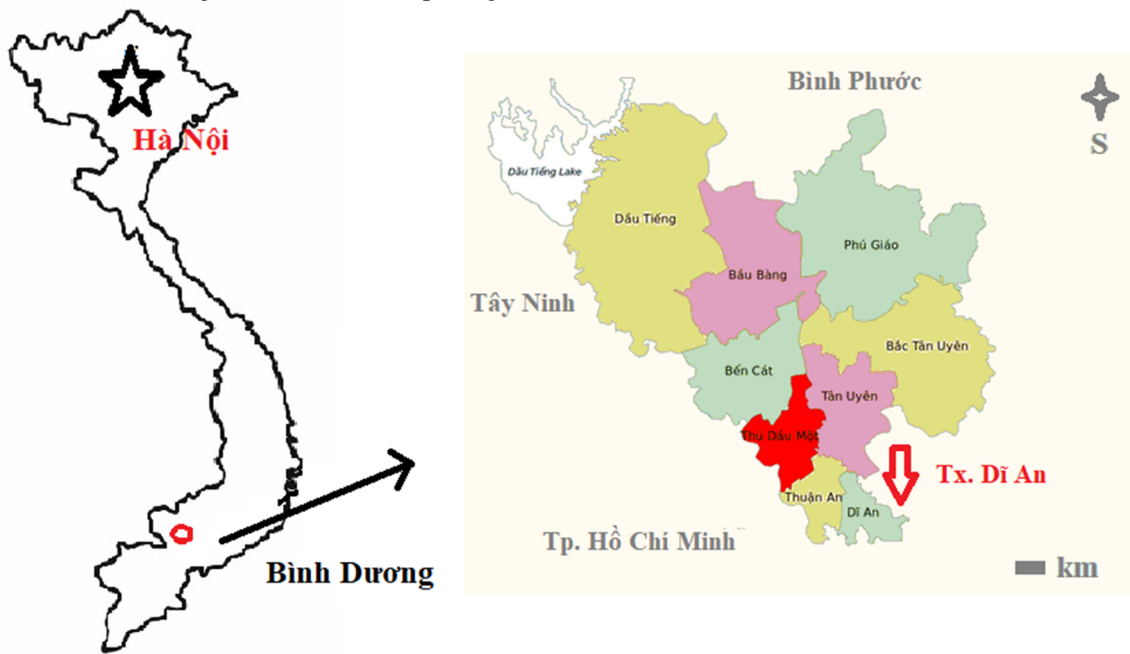 Hà Nội
Bình Dương
Bình Phước
S
Dầu Tiếng Lake
Dầu Tiếng
Phú Giáo
Bầu Bàng
Tây Ninh
Bắc Tân Uyên
Bến Cát
Tân Uyên
Thủ Dầu Một
Tx. Dĩ An
Thuận An
Dĩ An
Tp. Hồ Chí Minh
km